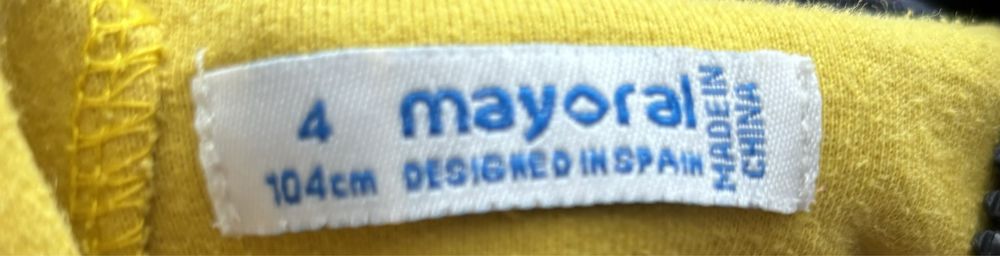 4
104cm
mayoral
DESIGNED IN SPAIN
MADE IN
CHINA